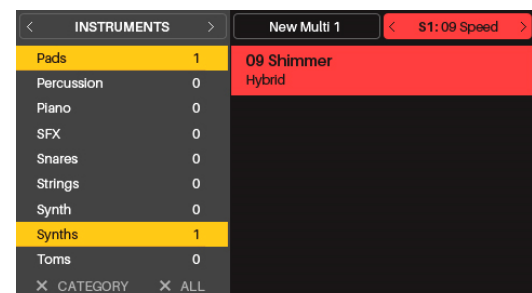 INSTRUMENTS
New Multi 1
S1: 09 Speed
Pads 1
Percussion 0
Piano 0
SFX 0
Snares 0
Strings 0
Synth 0
Synths 1
Toms 0
X CATEGORY X ALL
09 Shimmer
Hybrid